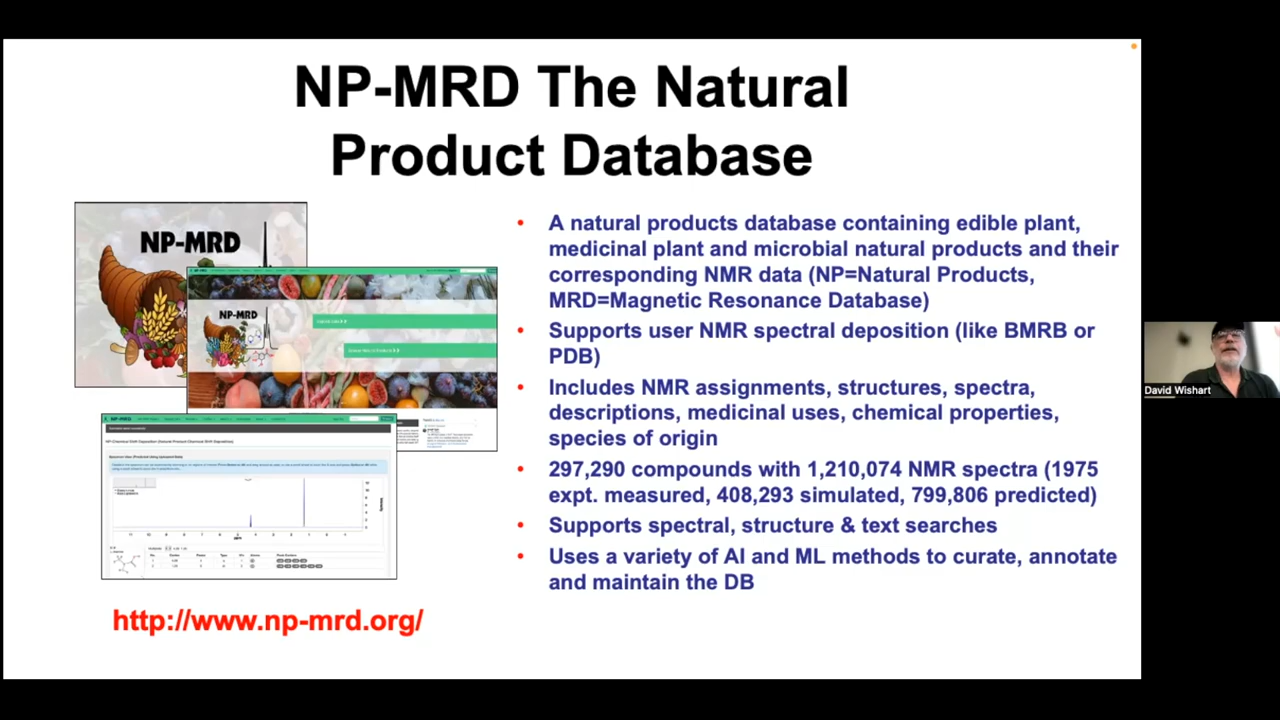 NP-MRD The Natural
Product Database
NP-MRD
NP-MRD
NP-MRD
• A natural products database containing edible plant,
medicinal plant and microbial natural products and their
corresponding NMR data (NP=Natural Products,
MRD=Magnetic Resonance Database)
• Supports user NMR spectral deposition (like BMRB or
PDB)
• Includes NMR assignments, structures, spectra,
descriptions, medicinal uses, chemical properties,
species of origin
• 297,290 compounds with 1,210,074 NMR spectra (1975
expt. measured, 408,293 simulated, 799,806 predicted)
• Supports spectral, structure & text searches
• Uses a variety of AI and ML methods to curate, annotate
and maintain the DB
http://www.np-mrd.org/
David Wishart